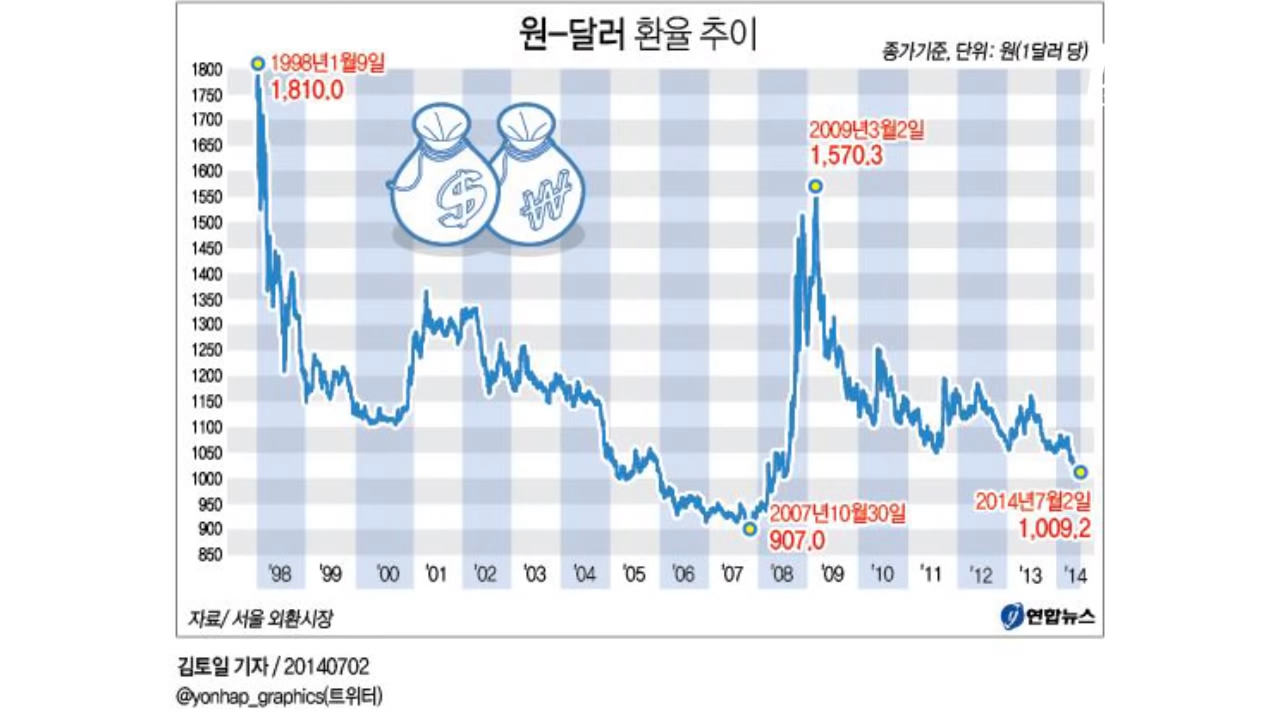 원-달러 환율 추이
종가기준, 단위: 원(1달러 당)
1998년1월9일
1,810.0
2009년3월2일
1,570.3
2007년10월30일
907.0
2014년7월2일
1,009.2
1800
1750
1700
1650
1600
1550
1500
1450
1400
1350
1300
1250
1200
1150
1100
1050
1000
950
900
850
$ ₩
'98 '99 '00 '01 '02 '03 '04 '05 '06 '07 '08 '09 '10 '11 '12 '13 '14
자료/ 서울 외환시장
y 연합뉴스
김토일 기자 / 20140702
@yonhap_graphics(트위터)